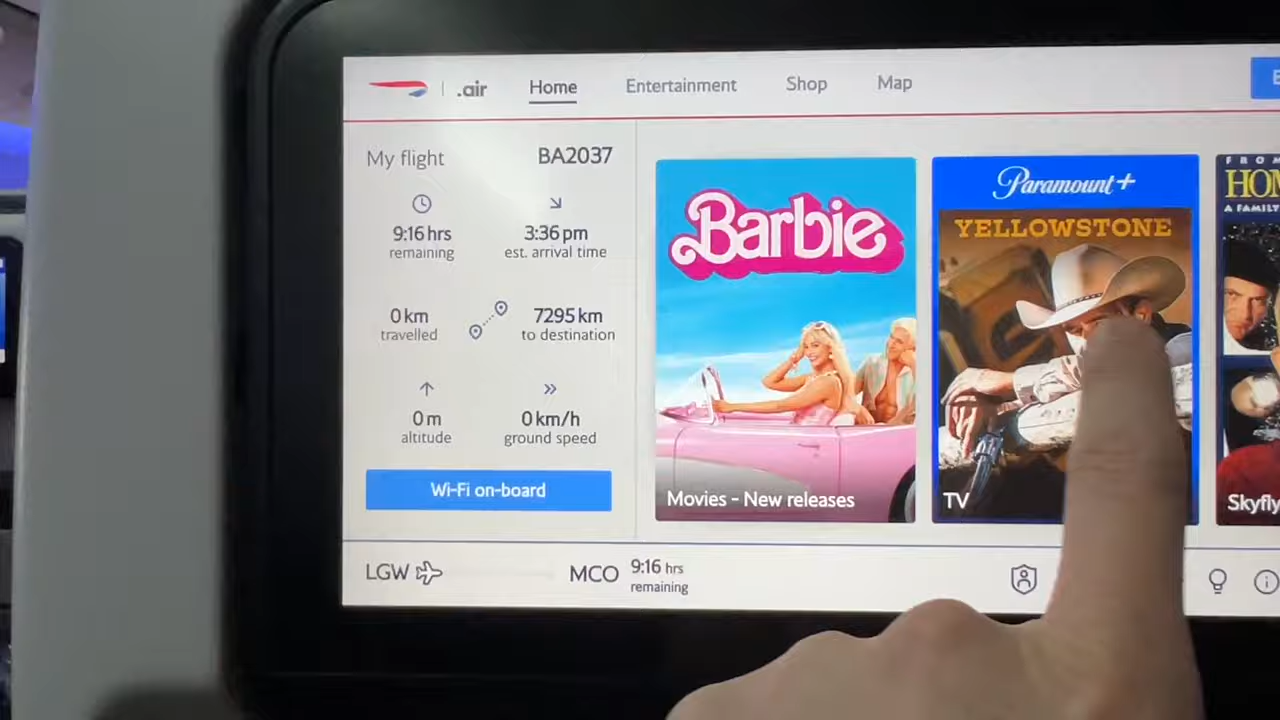 .air
Home
Entertainment
Shop
Map
My flight
BA2037
9:16 hrs
remaining
3:36 pm
est. arrival time
0 km
travelled
7295 km
to destination
0 m
altitude
0 km/h
ground speed
Wi-Fi on-board
Barbie
Movies - New releases
Paramount+
YELLOWSTONE
TV
FROM
A FAMILY
Skyfly
LGW
MCO
9:16 hrs
remaining